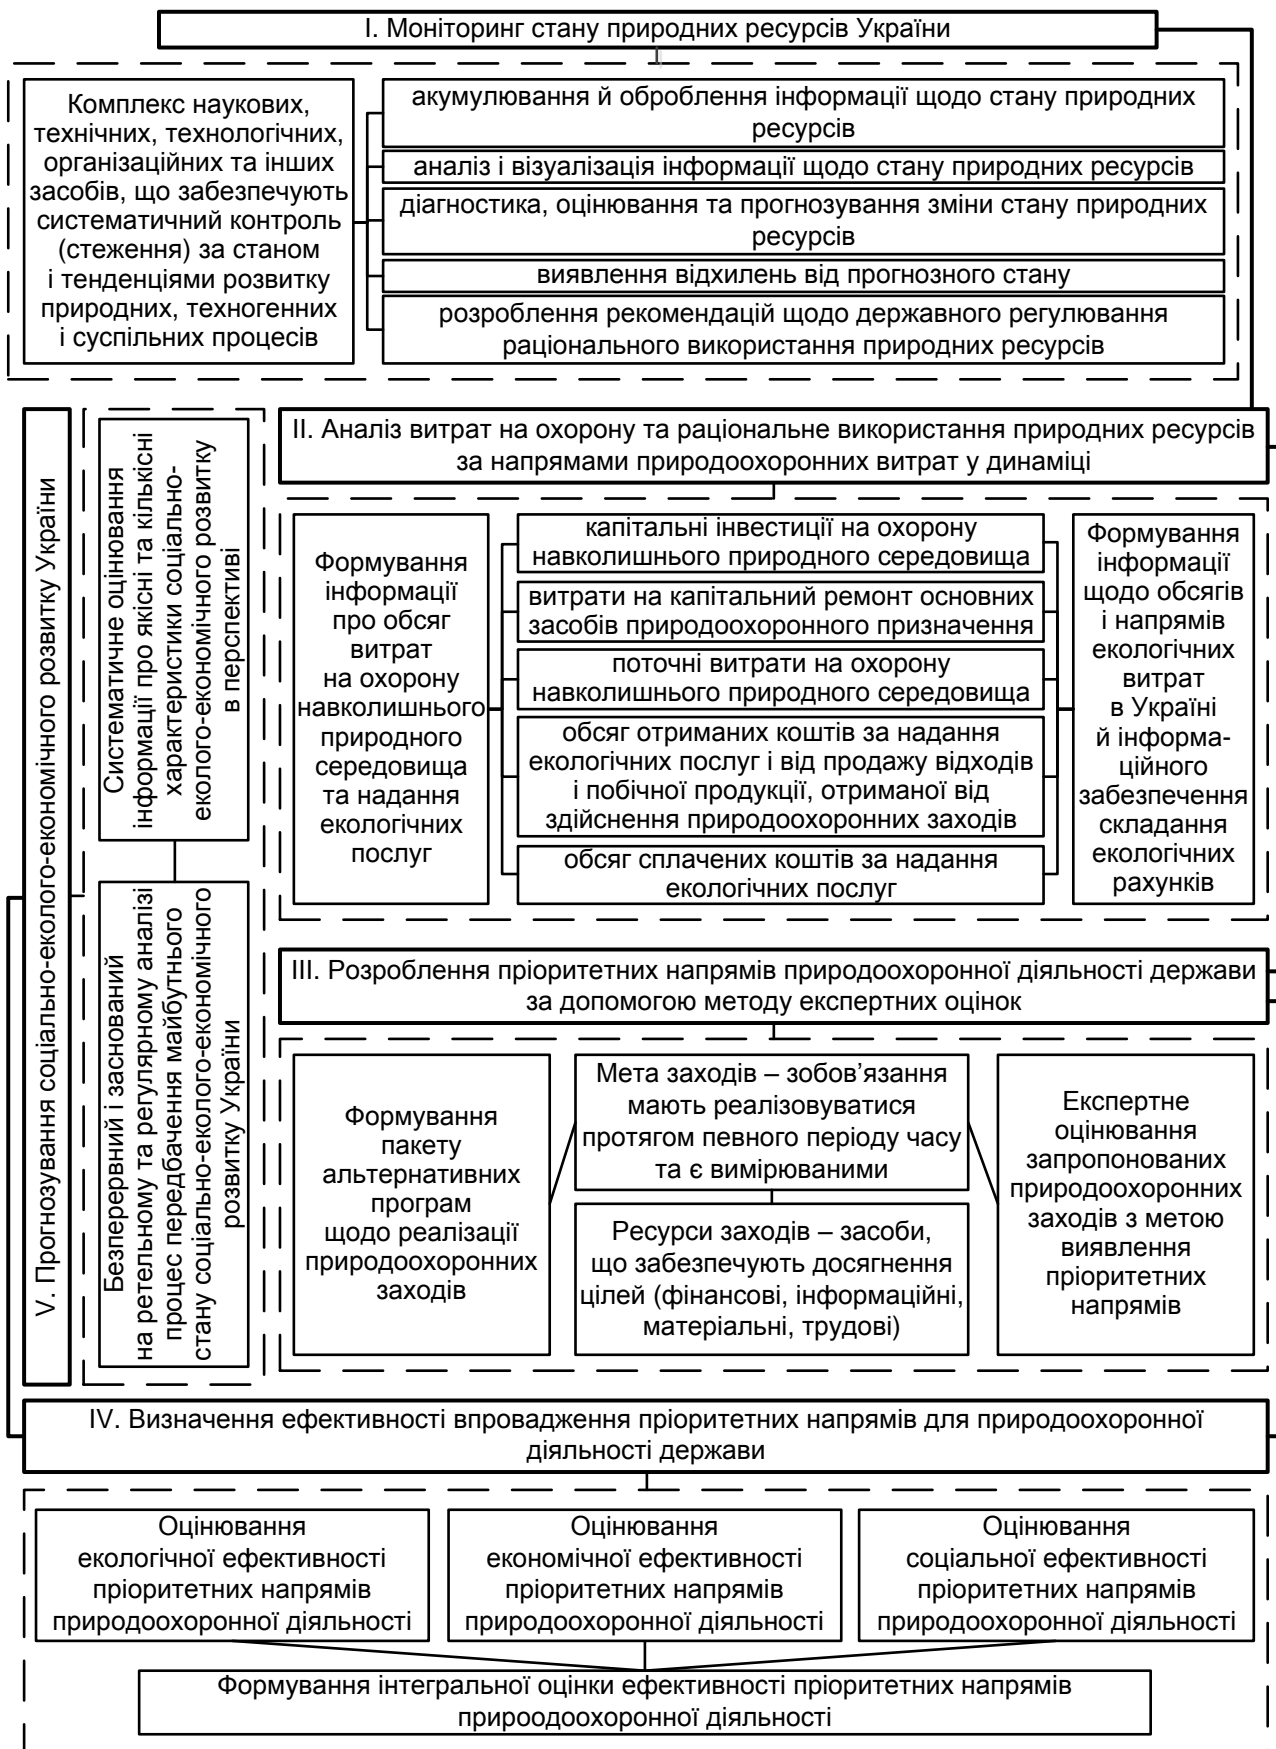 І. Моніторинг стану природних ресурсів України
Комплекс наукових,
технічних, технологічних,
організаційних та інших
засобів, що забезпечують
систематичний контроль
(стеження) за станом
і тенденціями розвитку
природних, техногенних
і суспільних процесів
акумулювання й оброблення інформації щодо стану природних
ресурсів
аналіз і візуалізація інформації щодо стану природних ресурсів
діагностика, оцінювання та прогнозування зміни стану природних
ресурсів
виявлення відхилень від прогнозного стану
розроблення рекомендацій щодо державного регулювання
раціонального використання природних ресурсів
ІІ. Аналіз витрат на охорону та раціональне використання природних ресурсів
за напрямами природоохоронних витрат у динаміці
Формування
інформації
про обсяг
витрат
на охорону
навколишнього
природного
середовища
та надання
екологічних
послуг
капітальні інвестиції на охорону
навколишнього природного середовища
витрати на капітальний ремонт основних
засобів природоохоронного призначення
поточні витрати на охорону
навколишнього природного середовища
обсяг отриманих коштів за надання
екологічних послуг і від продажу відходів
і побічної продукції, отриманої від
здійснення природоохоронних заходів
обсяг сплачених коштів за надання
екологічних послуг
Формування
інформації
щодо обсягів
і напрямів
екологічних
витрат
в Україні
й інформа-
ційного
забезпечення
складання
екологічних
рахунків
ІІІ. Розроблення пріоритетних напрямів природоохоронної діяльності держави
за допомогою методу експертних оцінок
Формування
пакету
альтернативних
програм
щодо реалізації
природоохоронних
заходів
Мета заходів – зобов’язання
мають реалізовуватися
протягом певного періоду часу
та є вимірюваними
Ресурси заходів – засоби,
що забезпечують досягнення
цілей (фінансові, інформаційні,
матеріальні, трудові)
Експертне
оцінювання
запропонованих
природоохоронних
заходів з метою
виявлення
пріоритетних
напрямів
IV. Визначення ефективності впровадження пріоритетних напрямів для природоохоронної
діяльності держави
Оцінювання
екологічної ефективності
пріоритетних напрямів
природоохоронної діяльності
Оцінювання
економічної ефективності
пріоритетних напрямів
природоохоронної діяльності
Оцінювання
соціальної ефективності
пріоритетних напрямів
природоохоронної діяльності
Формування інтегральної оцінки ефективності пріоритетних напрямів
прироодоохоронної діяльності
V. Прогнозування соціально-еколого-економічного розвитку України
Систематичне оцінювання
інформації про якісні та кількісні
характеристики соціально-
еколого-економічного розвитку
в перспективі
Безперервний і заснований
на ретельному та регулярному аналізі
процес передбачення майбутнього
стану соціально-еколого-економічного
розвитку України